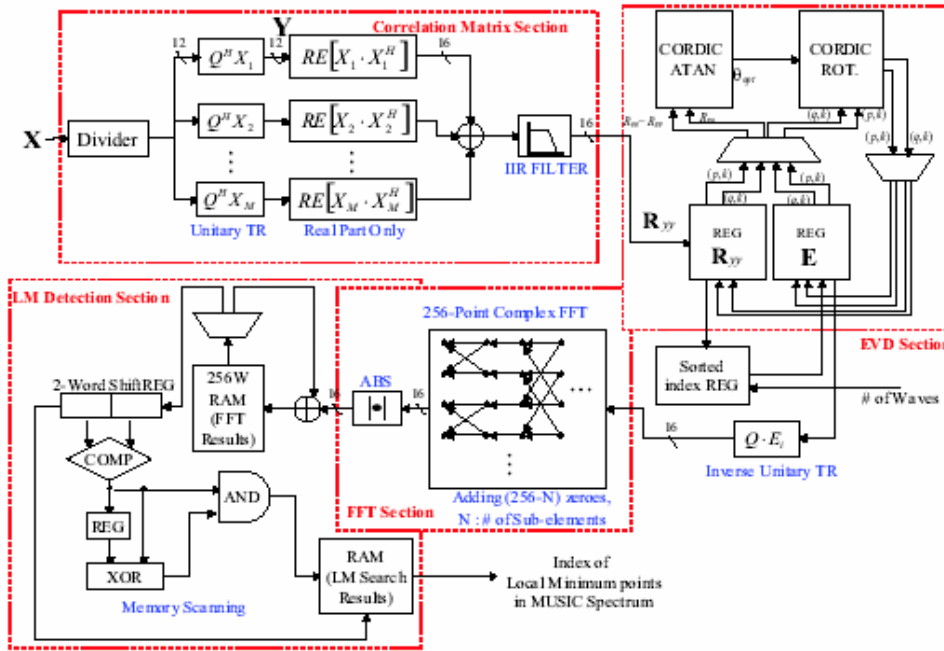 Correlation Matrix Section
X
Divider
12
Q^H X_1
12
Y
RE[X_1 · X_1^H]
16
Q^H X_2
RE[X_2 · X_2^H]
⋮
⋮
Q^H X_M
RE[X_M · X_M^H]
Unitary TR
Real Part Only
IIR FILTER
16
R_yy
CORDIC
ATAN
θ_opt
CORDIC
ROT.
(q,k)
(p,k)
(p,k)
(q,k)
(p,k)
(q,k)
(p,k)
(q,k)
REG
R_yy
REG
E
EVD Section
Sorted
index REG
# of Waves
Q · E_i
16
Inverse Unitary TR
LM Detection Section
2-Word Shift REG
256W
RAM
(FFT
Results)
COMP
REG
XOR
AND
Memory Scanning
RAM
(LM Search
Results)
Index of
Local Minimum points
in MUSIC Spectrum
256-Point Complex FFT
ABS
|•|
16
16
...
⋮
Adding (256-N) zeroes,
N : # of Sub-elements
FFT Section